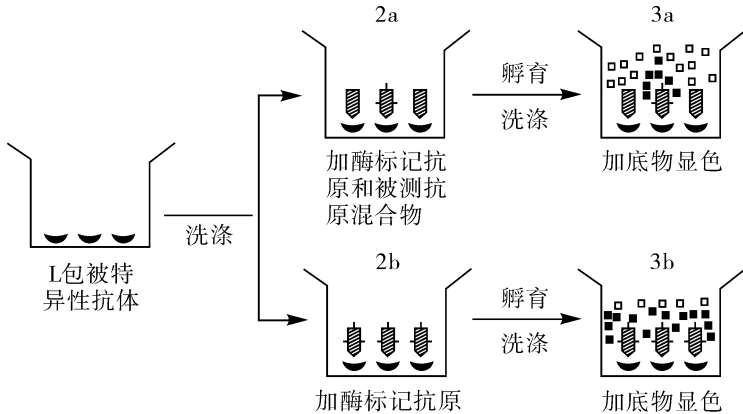 2a
3a
孵育
洗涤
加酶标记抗
原和被测抗
原混合物
加底物显色
洗涤
L包被特
异性抗体
2b
3b
孵育
洗涤
加酶标记抗原
加底物显色